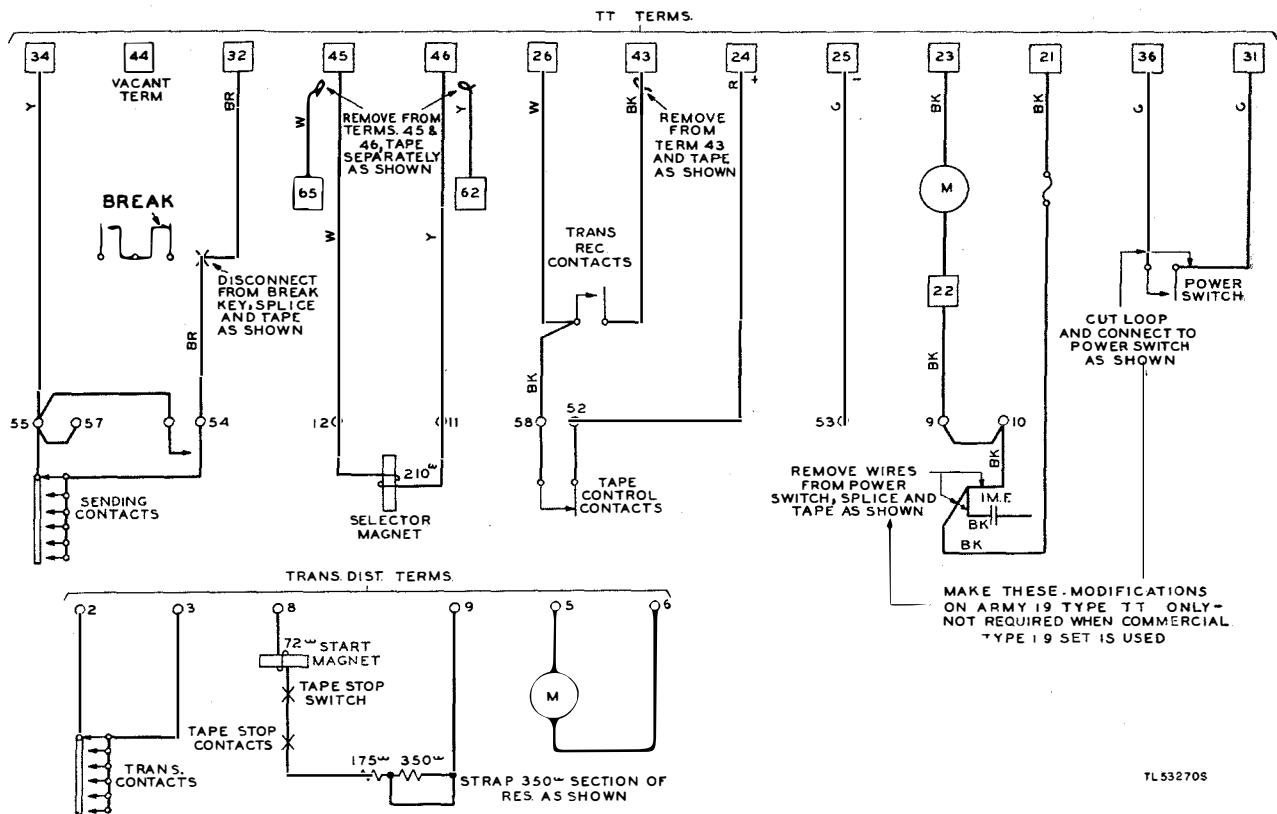 TT TERMS.
34 44 32 45 46 26 43 24 25 23 21 36 31
VACANT
TERM
Y
BR
W
REMOVE FROM
TERMS. 45 &
46, TAPE
SEPARATELY
AS SHOWN
Y
65
62
W
Y
W
BK
REMOVE
FROM
TERM 43
AND TAPE
AS SHOWN
R
+
G
BK
BK
G
G
BREAK
DISCONNECT
FROM BREAK
KEY, SPLICE
AND TAPE
AS SHOWN
BR
TRANS
REC
CONTACTS
M
22
BK
POWER
SWITCH
CUT LOOP
AND CONNECT TO
POWER SWITCH
AS SHOWN
BK
55 57 54 12 11 58 52 53 9 10
SENDING
CONTACTS
210ω
SELECTOR
MAGNET
TAPE
CONTROL
CONTACTS
BK
REMOVE WIRES
FROM POWER
SWITCH, SPLICE AND
TAPE AS SHOWN
1M.F.
BK
BK
MAKE THESE MODIFICATIONS
ON ARMY 19 TYPE TT ONLY-
NOT REQUIRED WHEN COMMERCIAL
TYPE 19 SET IS USED
TRANS. DIST. TERMS.
2 3 8 9 5 6
72ω START
MAGNET
TAPE STOP
SWITCH
TAPE STOP
CONTACTS
M
TRANS.
CONTACTS
175ω 350ω
STRAP 350ω SECTION OF
RES. AS SHOWN
TL53270S